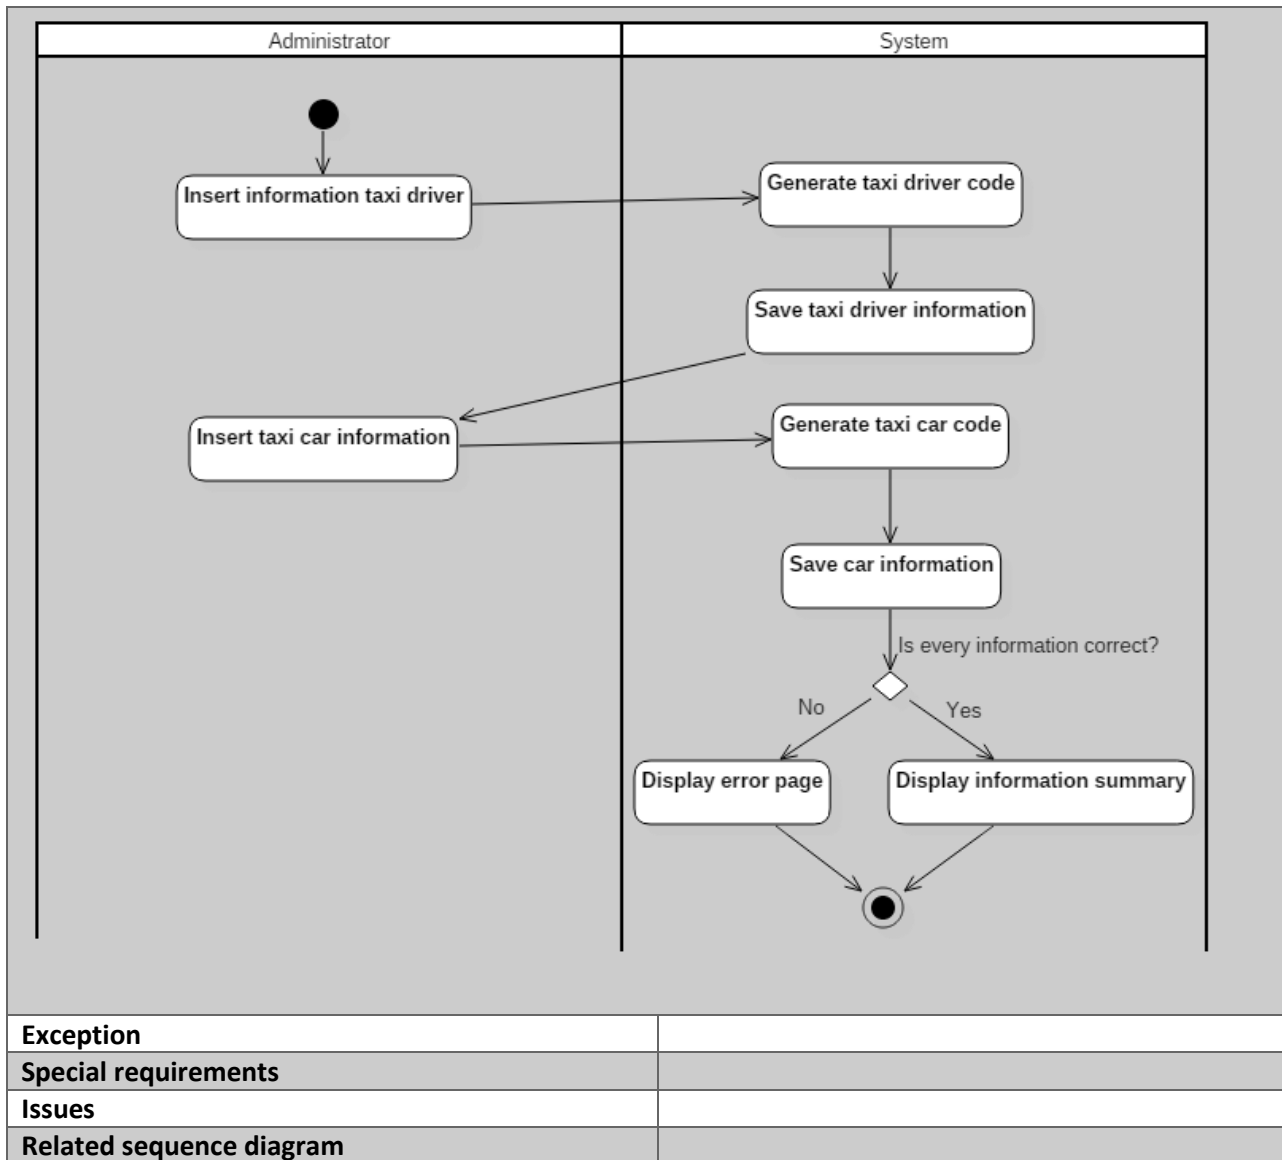 Administrator
System
Insert information taxi driver
Generate taxi driver code
Save taxi driver information
Insert taxi car information
Generate taxi car code
Save car information
Is every information correct?
No
Yes
Display error page
Display information summary
Exception
Special requirements
Issues
Related sequence diagram